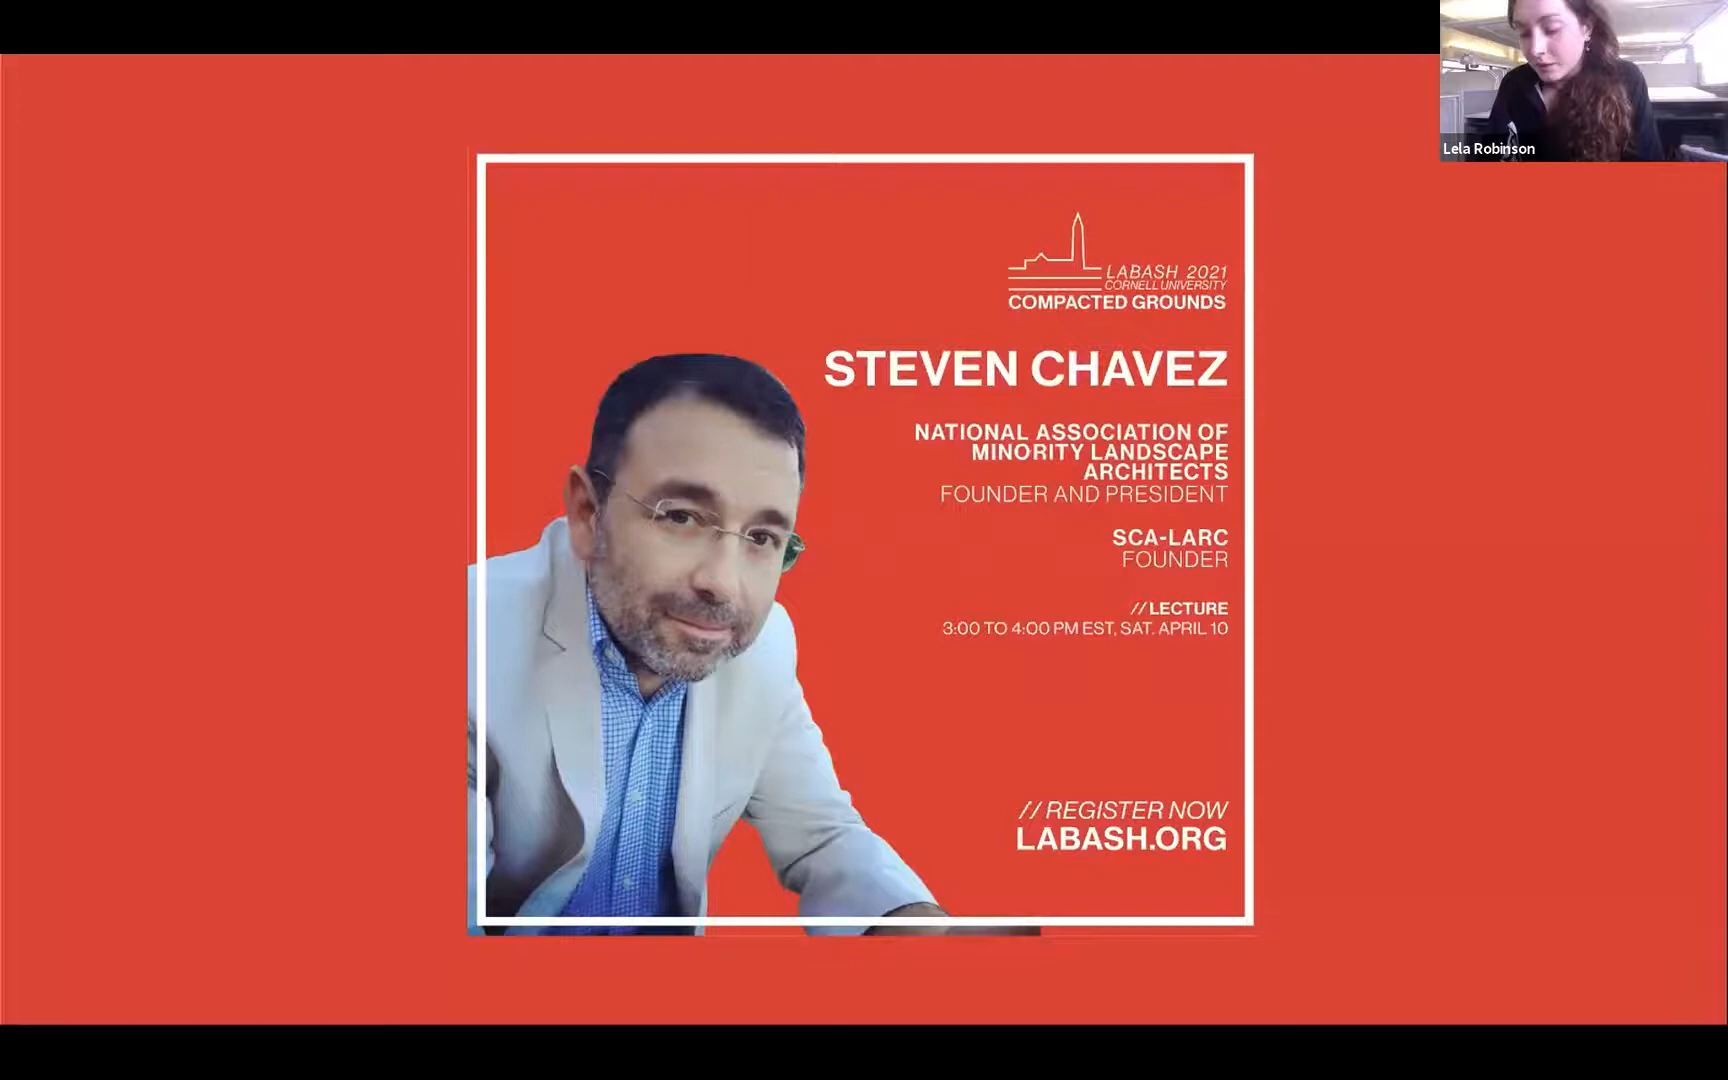 Lela Robinson
LABASH 2021
CORNELL UNIVERSITY
COMPACTED GROUNDS
STEVEN CHAVEZ
NATIONAL ASSOCIATION OF
MINORITY LANDSCAPE
ARCHITECTS
FOUNDER AND PRESIDENT
SCA-LARC
FOUNDER
// LECTURE
3:00 TO 4:00 PM EST, SAT. APRIL 10
// REGISTER NOW
LABASH.ORG